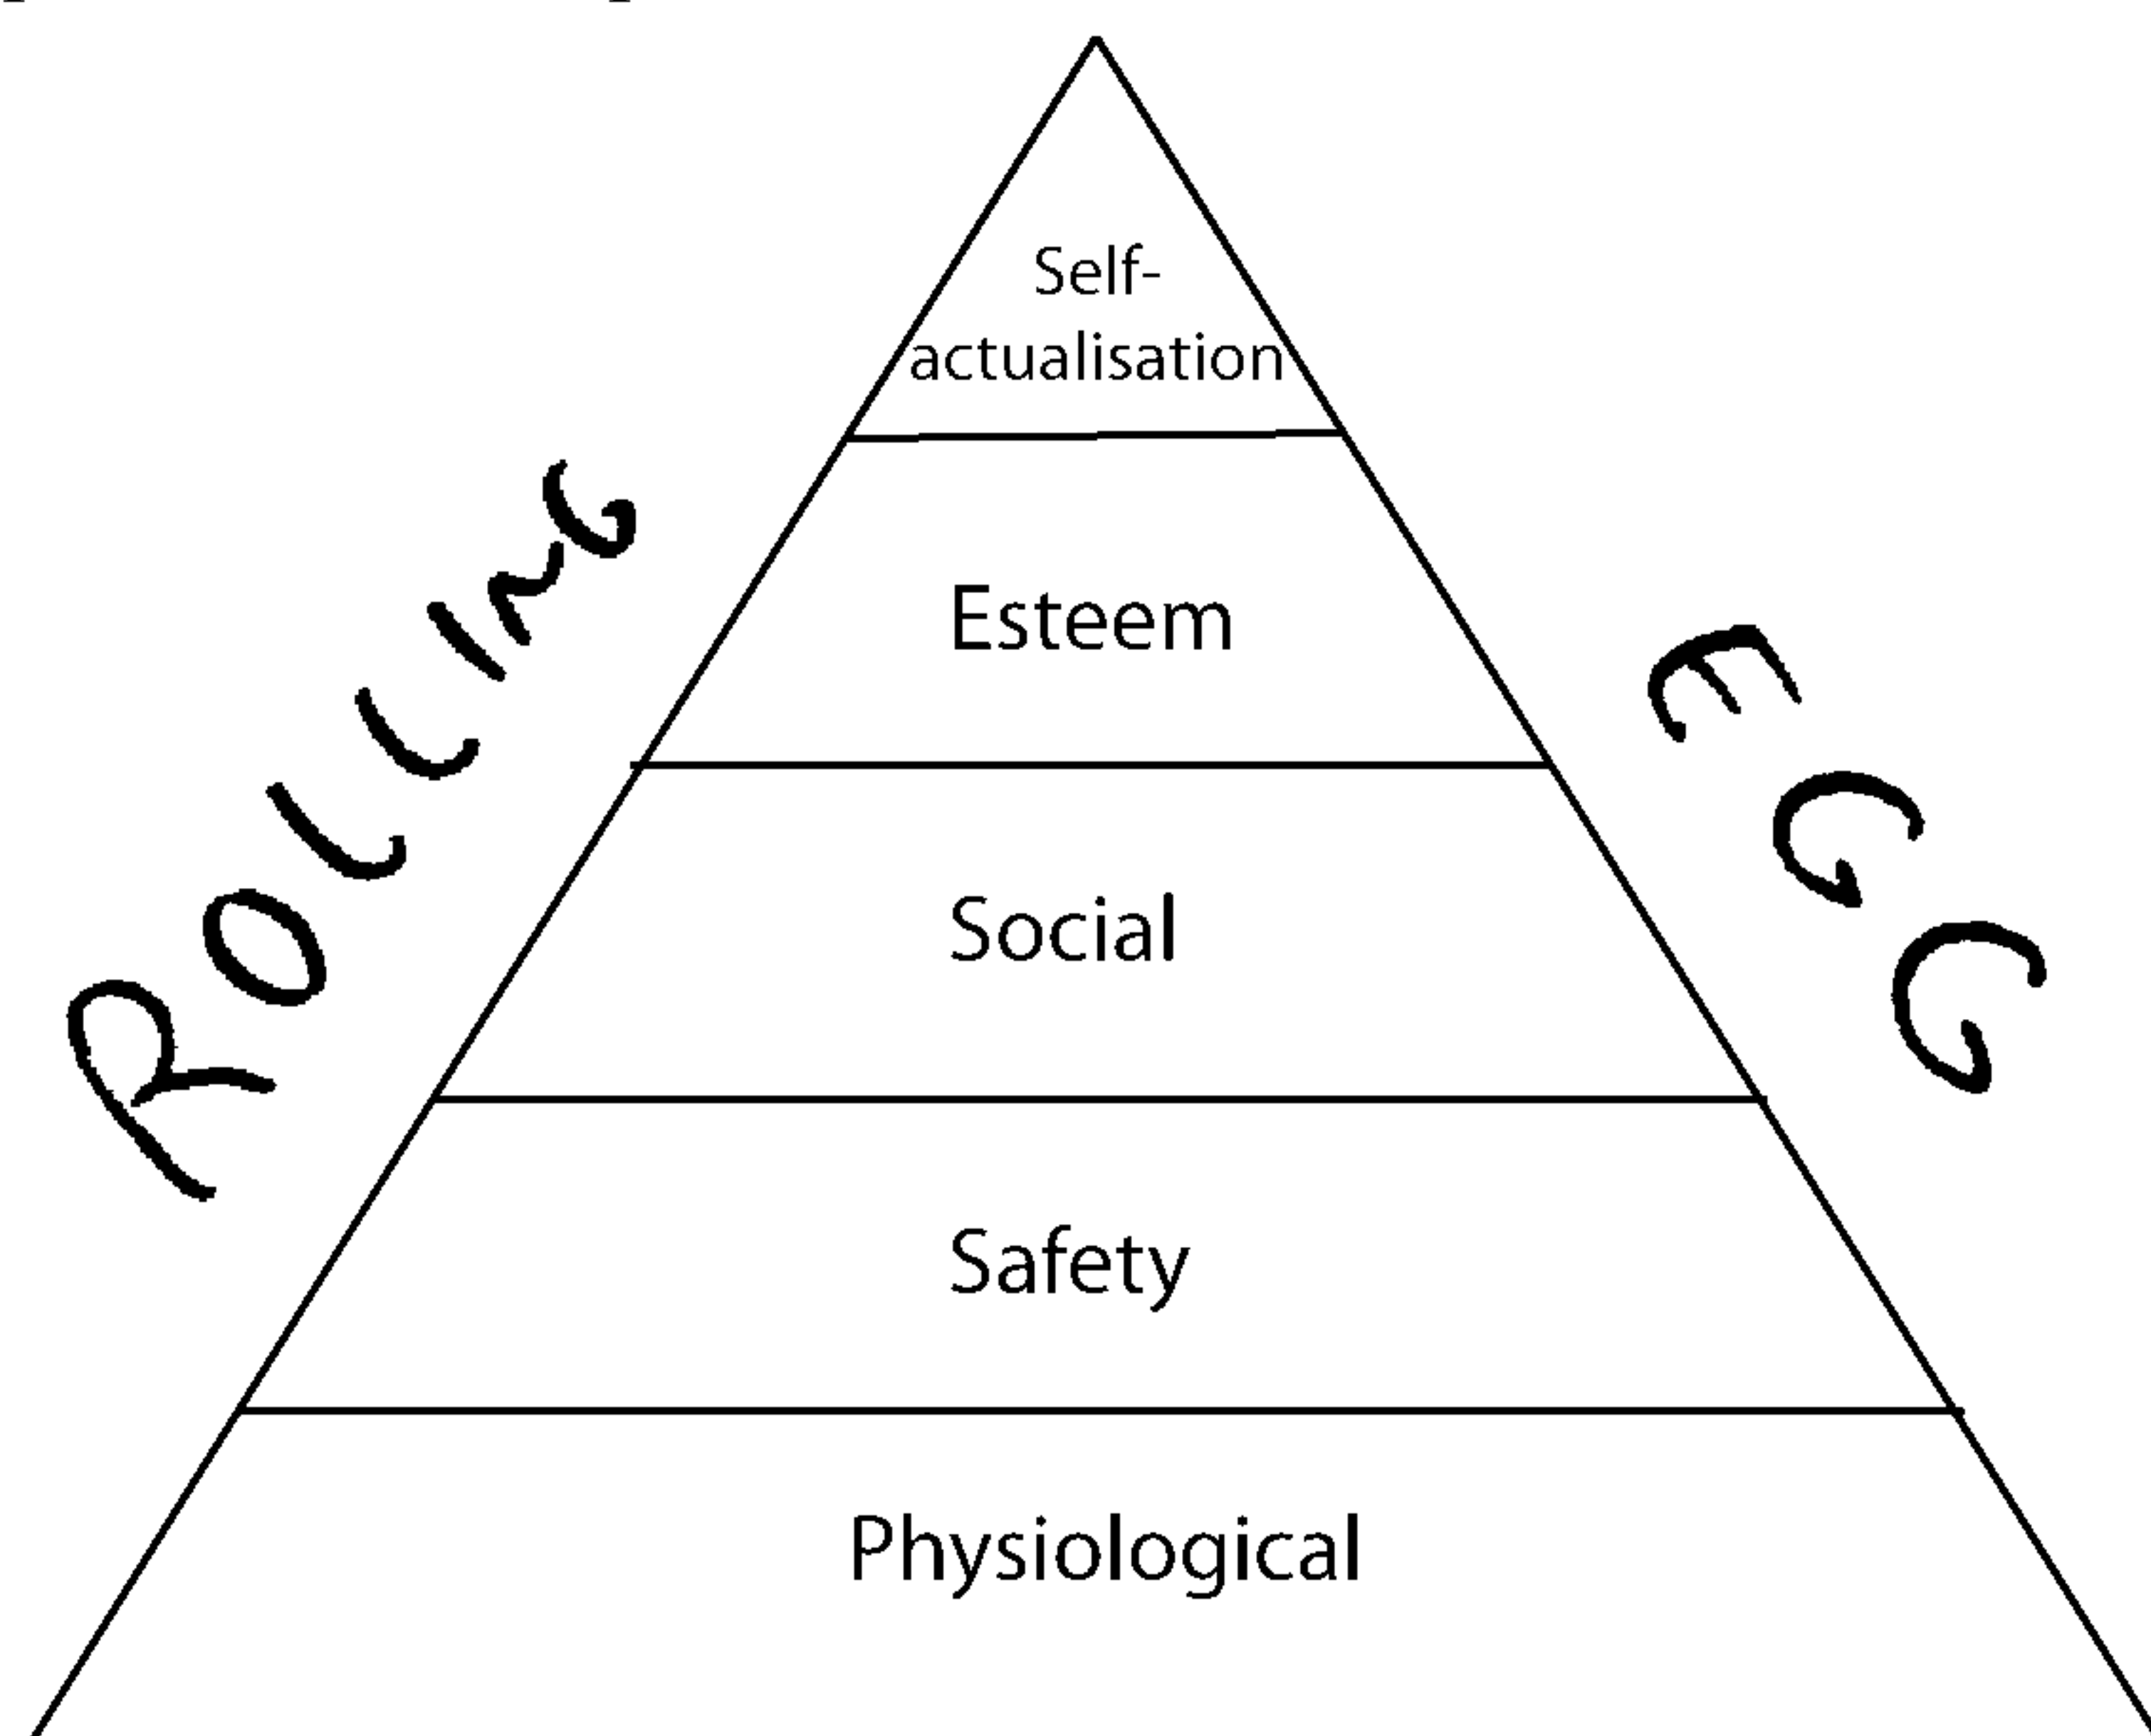 Self-
actualisation
ROLLING
Esteem
EGG
Social
Safety
Physiological